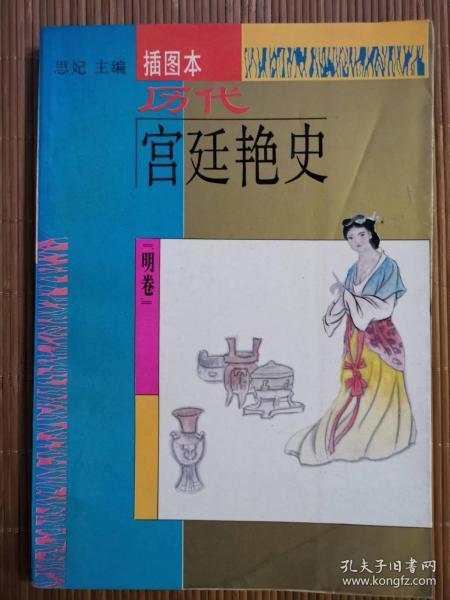 思妃 主编
插图本
历代
宫廷艳史
『明卷』
孔夫子旧书网
www.kongfz.com